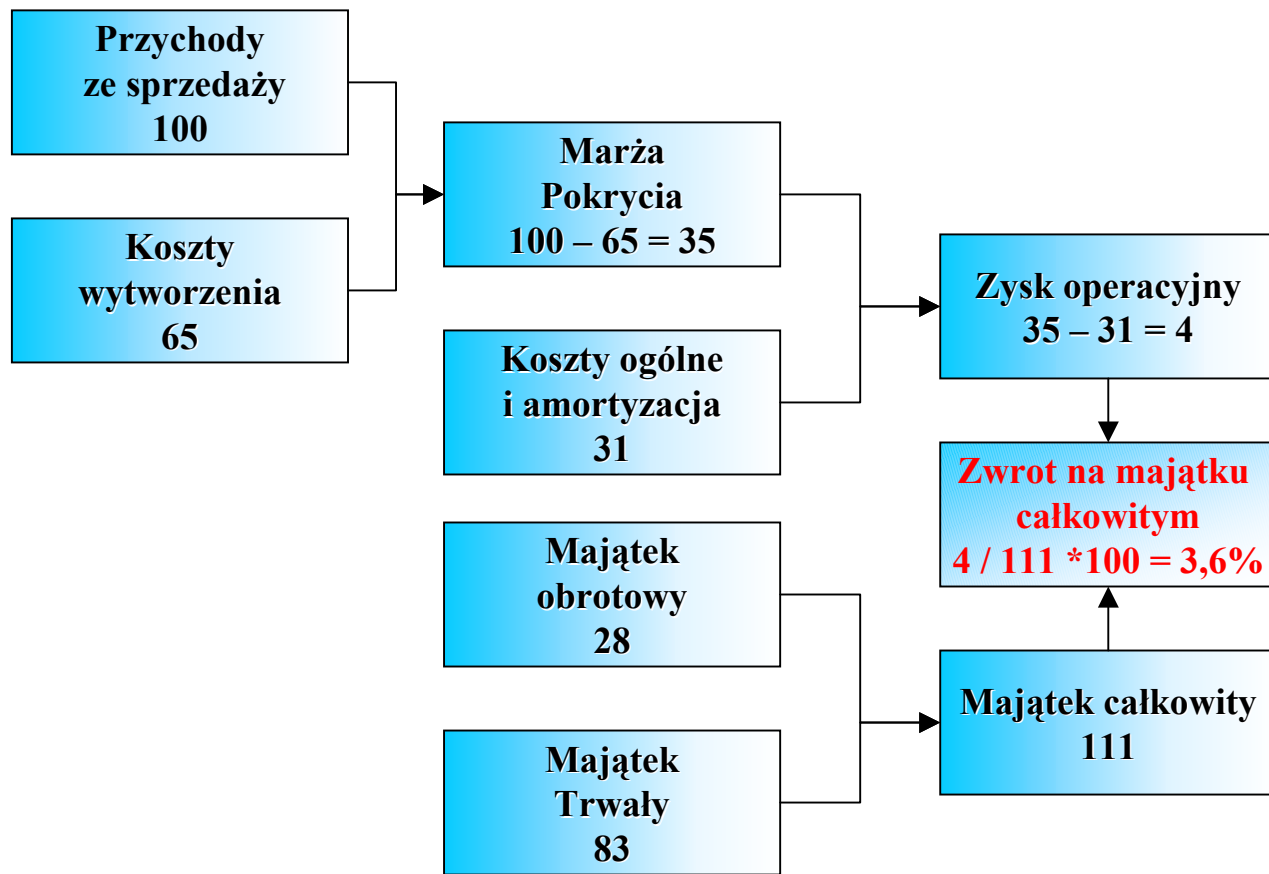 Przychody
ze sprzedaży
100
Koszty
wytworzenia
65
Marża
Pokrycia
100 – 65 = 35
Koszty ogólne
i amortyzacja
31
Zysk operacyjny
35 – 31 = 4
Zwrot na majątku
całkowitym
4 / 111 *100 = 3,6%
Majątek
obrotowy
28
Majątek
Trwały
83
Majątek całkowity
111